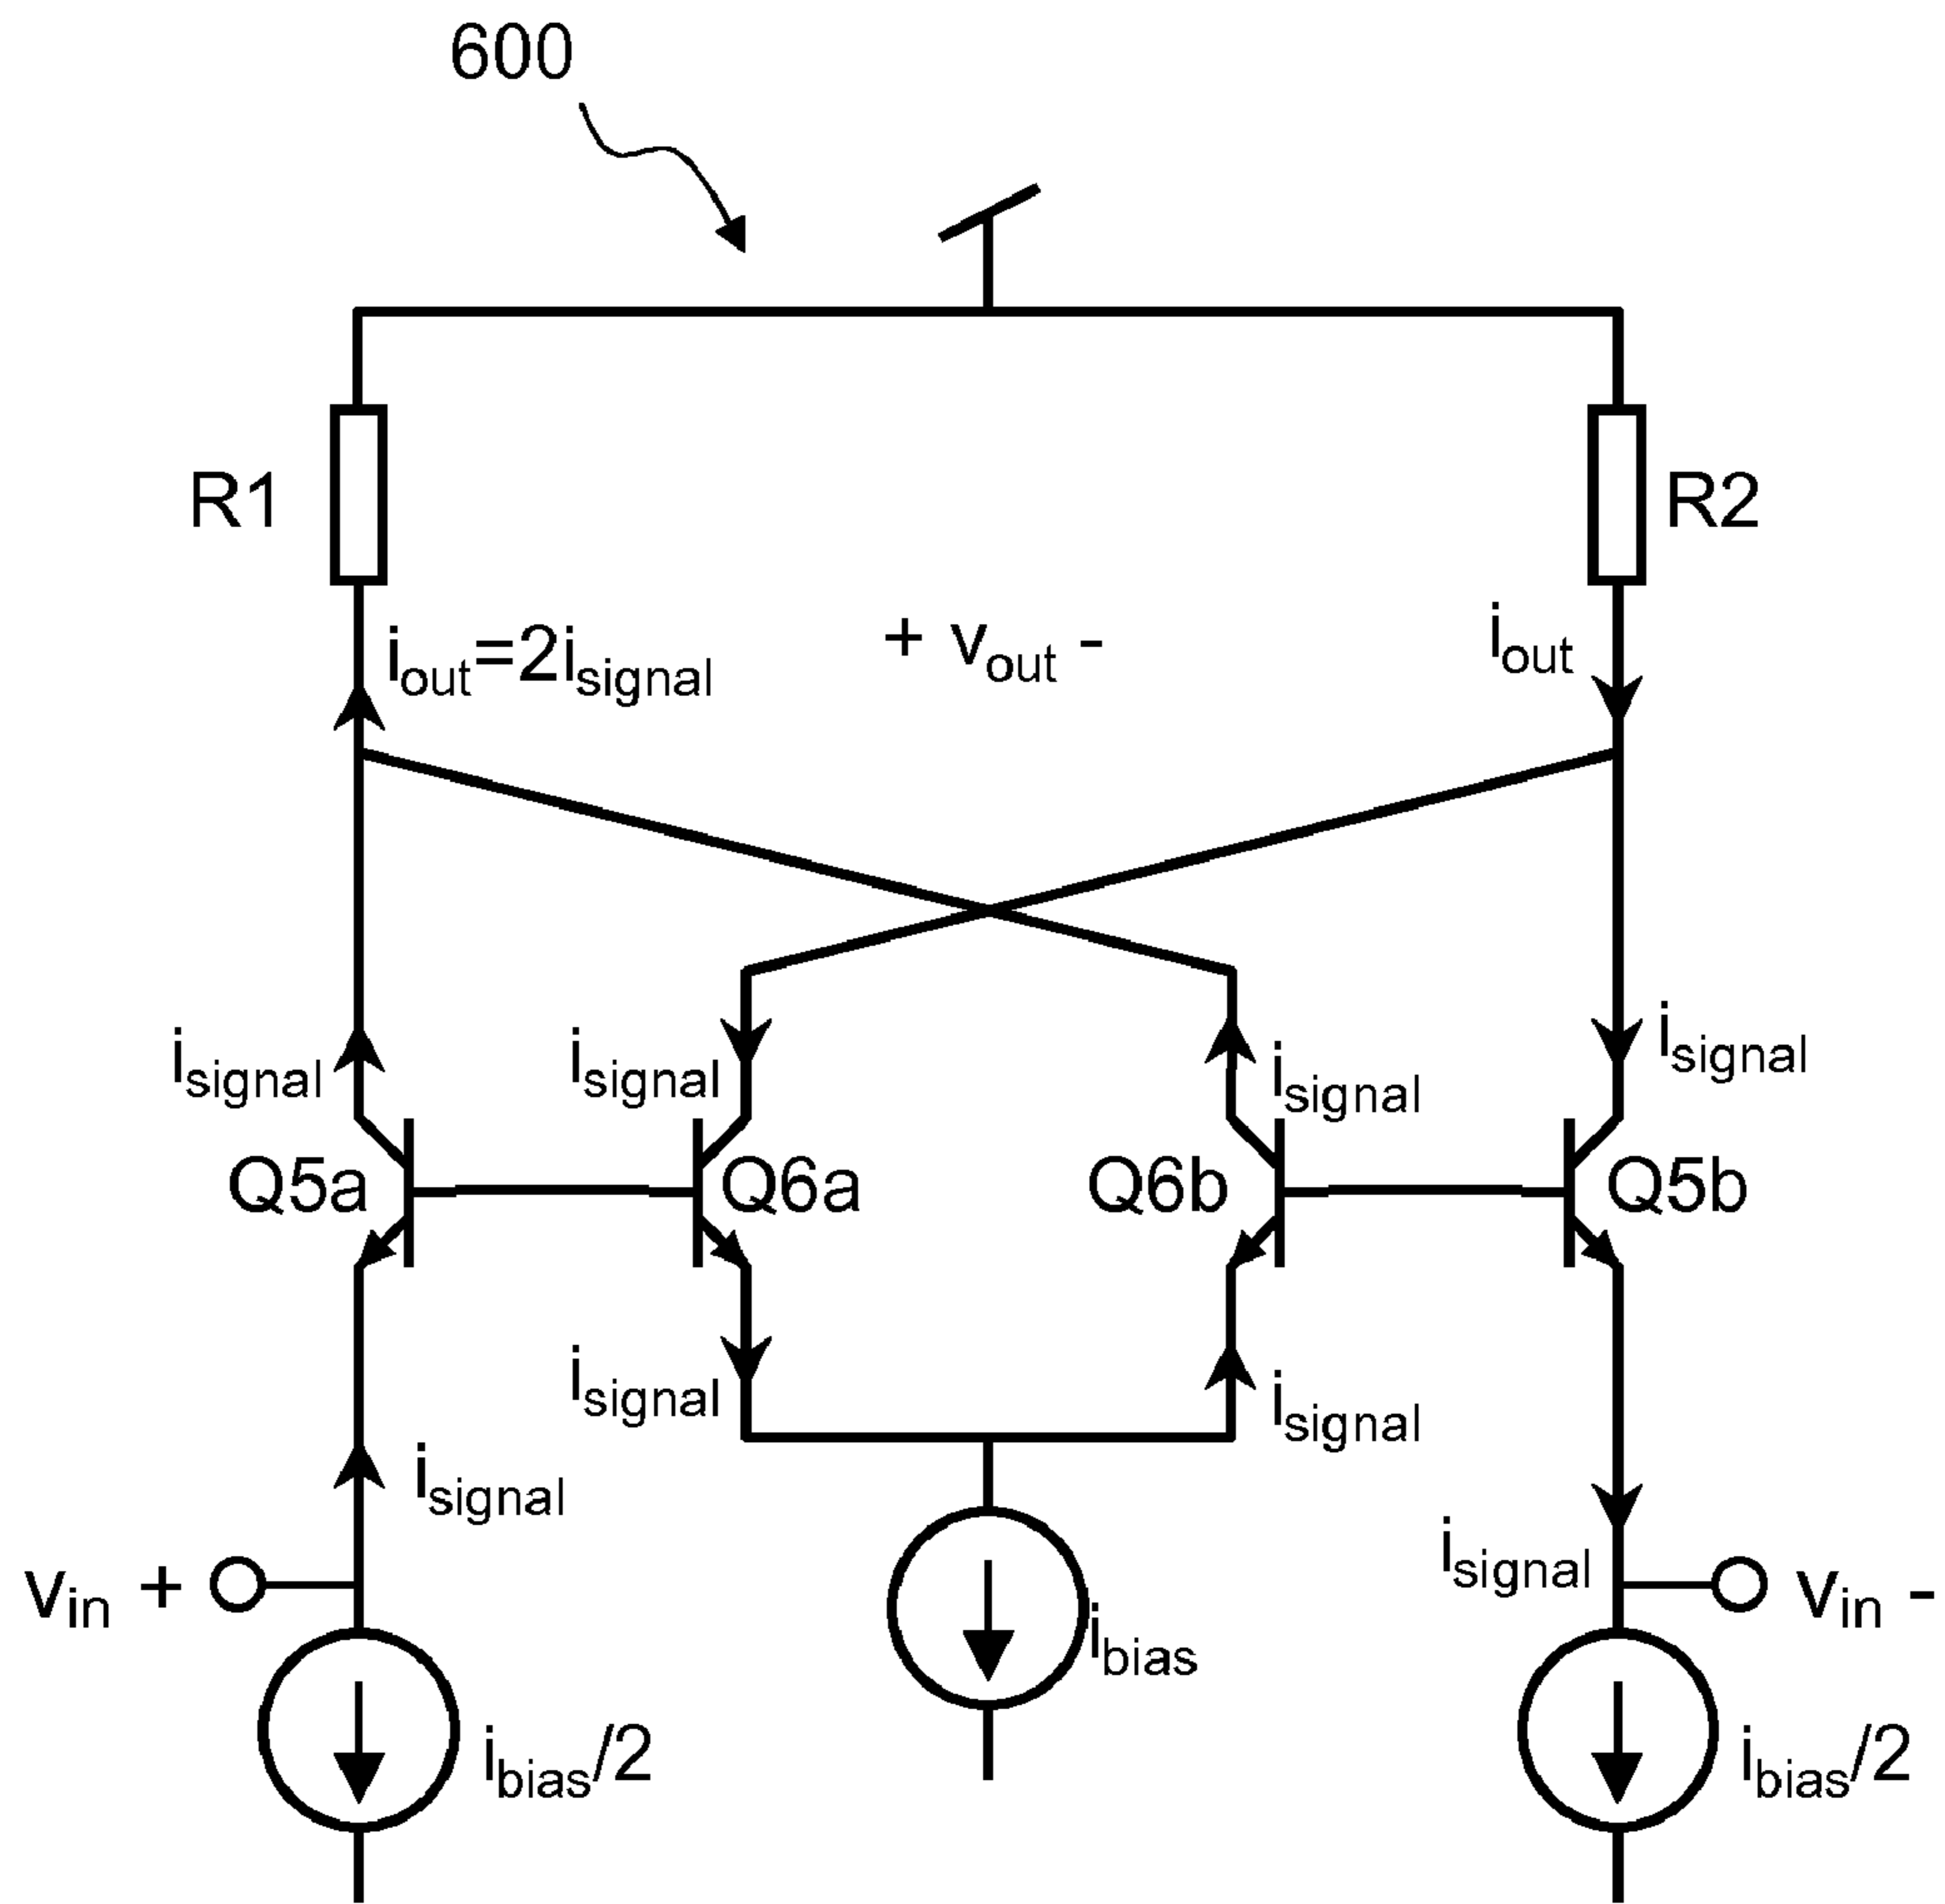 600
R1
R2
iout=2isignal
+ vout -
iout
isignal
isignal
isignal
isignal
Q5a
Q6a
Q6b
Q5b
isignal
isignal
isignal
isignal
vin +
vin -
ibias
ibias/2
ibias/2